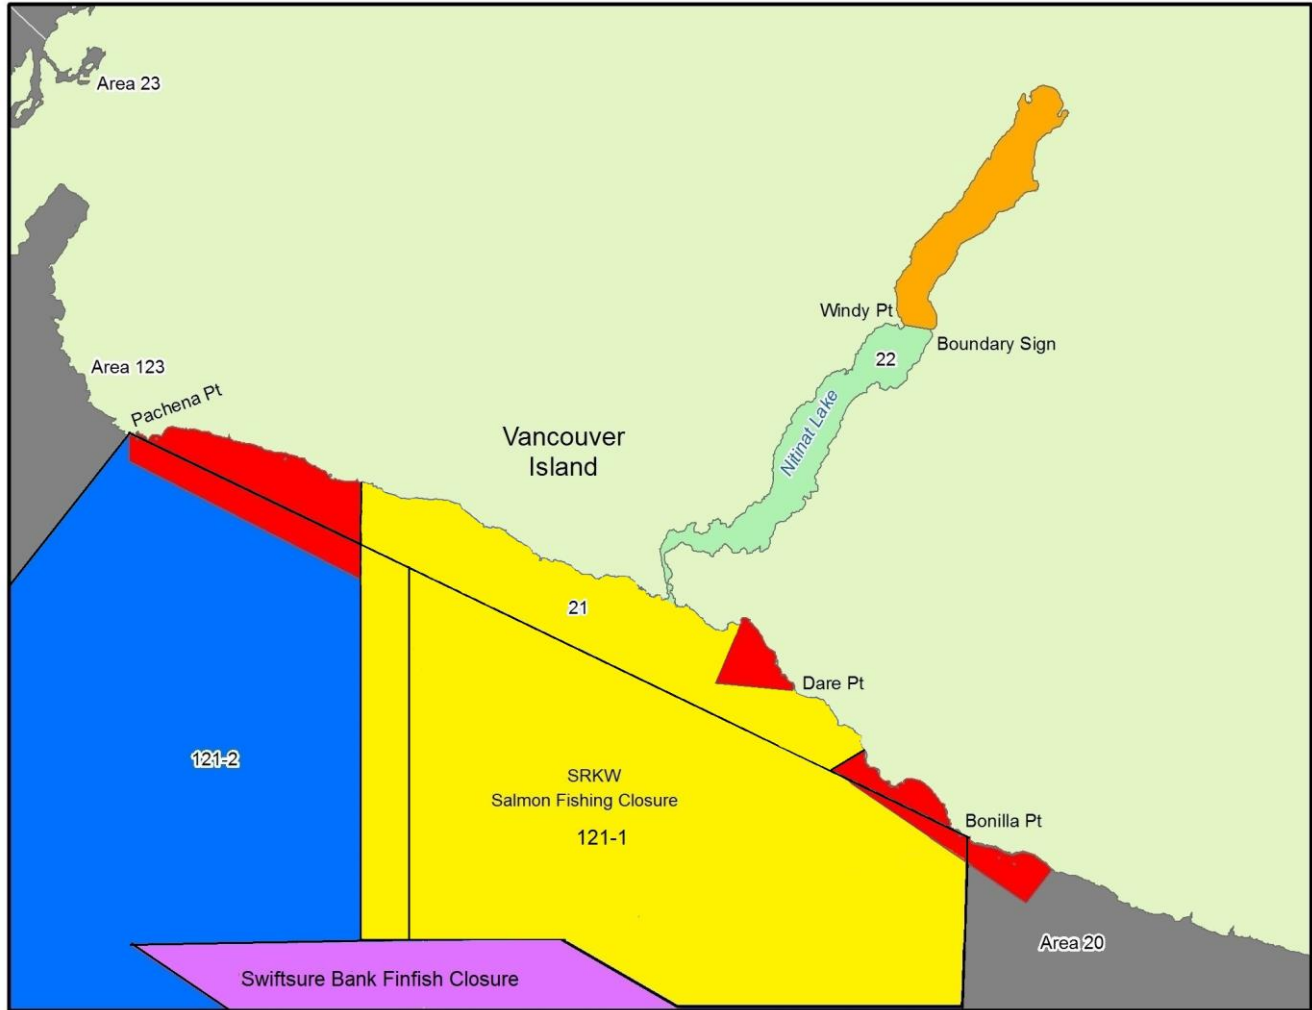 Area 23
Windy Pt
Boundary Sign
22
Area 123
Pachena Pt
Nitinat Lake
Vancouver
Island
21
Dare Pt
121-2
SRKW
Salmon Fishing Closure
121-1
Bonilla Pt
Area 20
Swiftsure Bank Finfish Closure